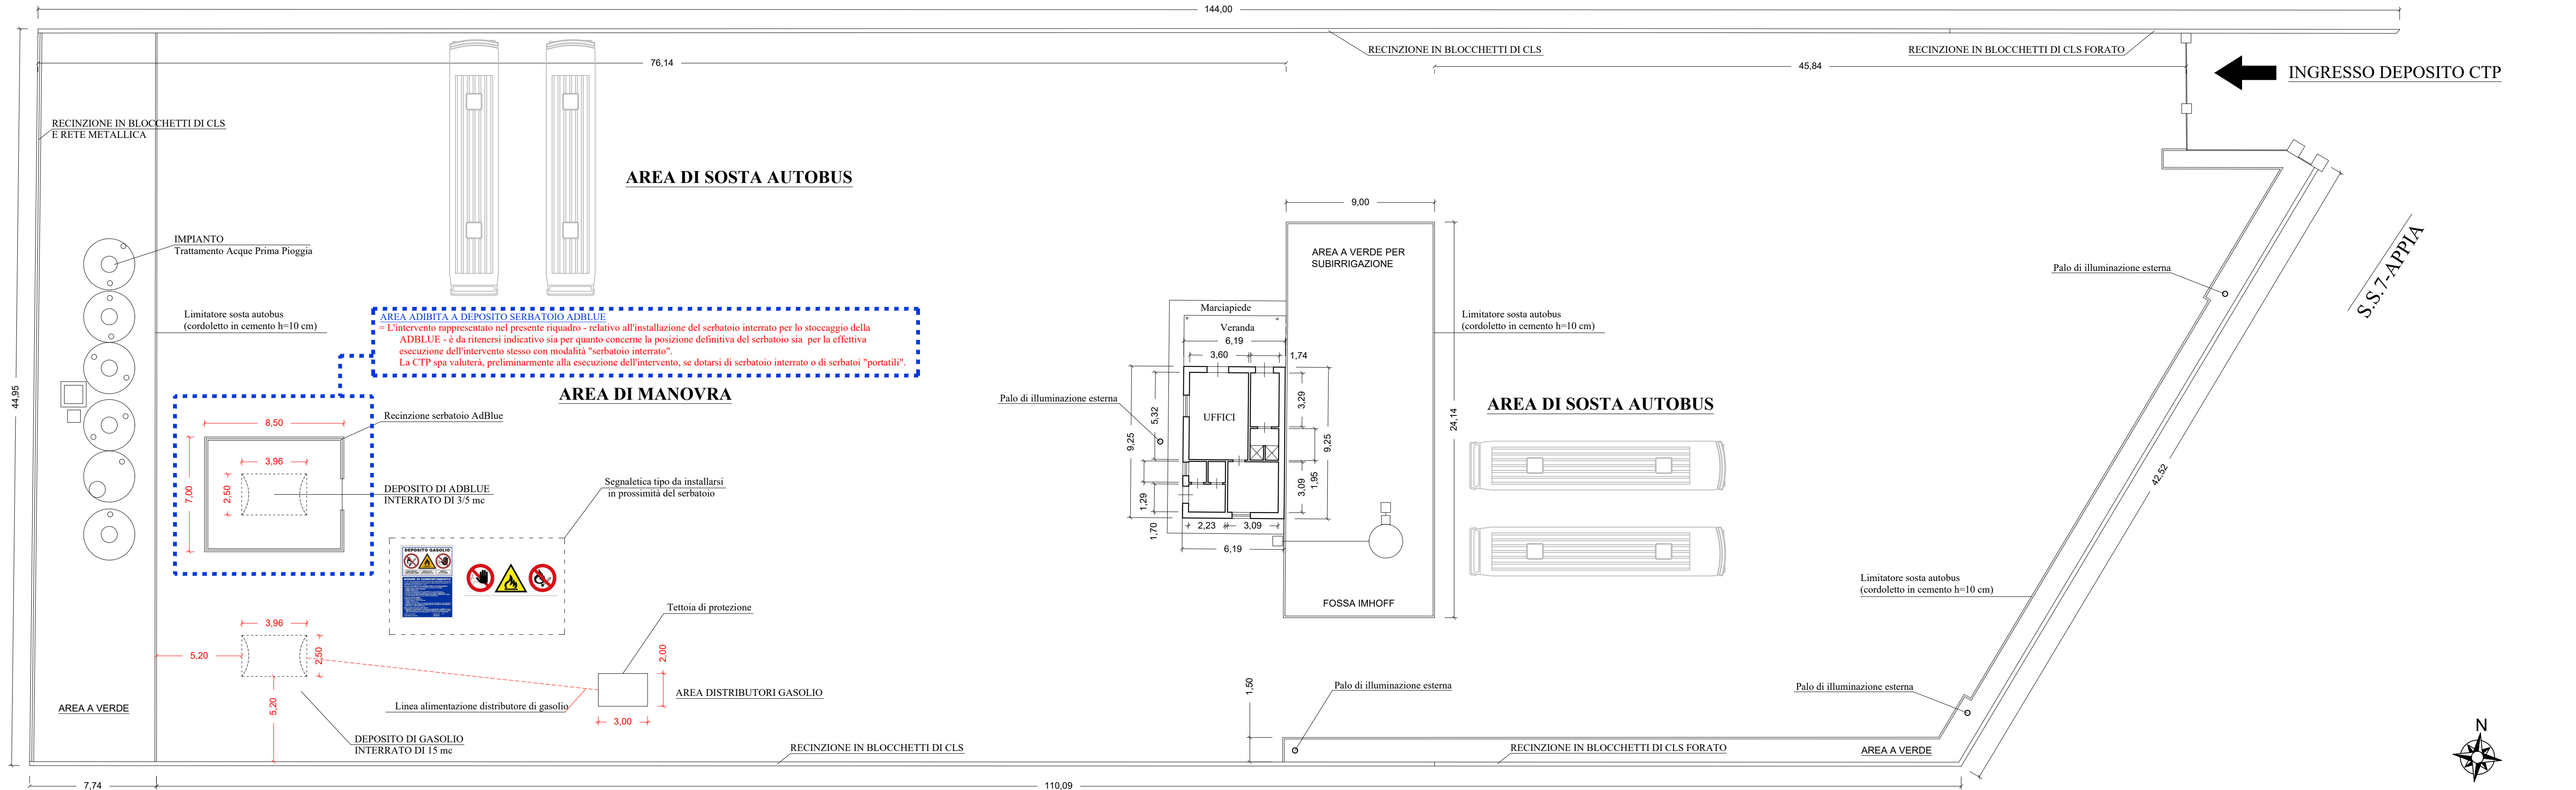 144,00
RECINZIONE IN BLOCCHETTI DI CLS
RECINZIONE IN BLOCCHETTI DI CLS FORATO
76,14
45,84
INGRESSO DEPOSITO CTP
RECINZIONE IN BLOCCHETTI DI CLS
E RETE METALLICA
AREA DI SOSTA AUTOBUS
9,00
IMPIANTO
Trattamento Acque Prima Pioggia
AREA A VERDE PER
SUBIRRIGAZIONE
Palo di illuminazione esterna
S.S.7-APPIA
Limitatore sosta autobus
(cordoletto in cemento h=10 cm)
AREA ADIBITA A DEPOSITO SERBATOIO ADBLUE
= L'intervento rappresentato nel presente riquadro - relativo all'installazione del serbatoio interrato per lo stoccaggio della
ADBLUE - è da ritenersi indicativo sia per quanto concerne la posizione definitiva del serbatoio sia per la effettiva
esecuzione dell'intervento stesso con modalità "serbatoio interrato".
La CTP spa valuterà, preliminarmente alla esecuzione dell'intervento, se dotarsi di serbatoio interrato o di serbatoi "portatili".
Marciapiede
Veranda
6,19
3,60
1,74
Limitatore sosta autobus
(cordoletto in cemento h=10 cm)
44,95
AREA DI MANOVRA
Palo di illuminazione esterna
UFFICI
5,32
9,25
3,29
9,25
24,14
AREA DI SOSTA AUTOBUS
Recinzione serbatoio AdBlue
8,50
3,96
7,00
2,50
DEPOSITO DI ADBLUE
INTERRATO DI 3/5 mc
Segnaletica tipo da installarsi
in prossimità del serbatoio
1,29
1,70
3,09
1,95
2,23
3,09
6,19
42,52
DEPOSITO GASOLIO
Limitatore sosta autobus
(cordoletto in cemento h=10 cm)
FOSSA IMHOFF
Tettoia di protezione
3,96
5,20
2,50
2,00
AREA DISTRIBUTORI GASOLIO
1,50
Palo di illuminazione esterna
Palo di illuminazione esterna
AREA A VERDE
5,20
Linea alimentazione distributore di gasolio
3,00
DEPOSITO DI GASOLIO
INTERRATO DI 15 mc
RECINZIONE IN BLOCCHETTI DI CLS
RECINZIONE IN BLOCCHETTI DI CLS FORATO
AREA A VERDE
N
7,74
110,09